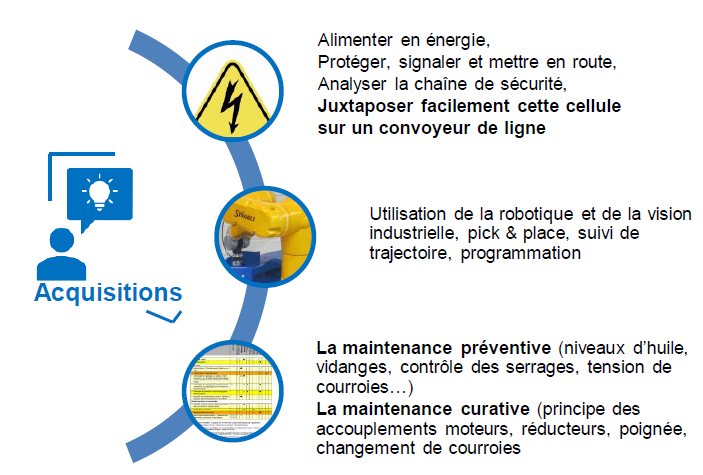 Alimenter en énergie,
Protéger, signaler et mettre en route,
Analyser la chaîne de sécurité,
Juxtaposer facilement cette cellule
sur un convoyeur de ligne
STÄUBLI
Utilisation de la robotique et de la vision
industrielle, pick & place, suivi de
trajectoire, programmation
Acquisitions
La maintenance préventive (niveaux d'huile,
vidanges, contrôle des serrages, tension de
courroies…)
La maintenance curative (principe des
accouplements moteurs, réducteurs, poignée,
changement de courroies